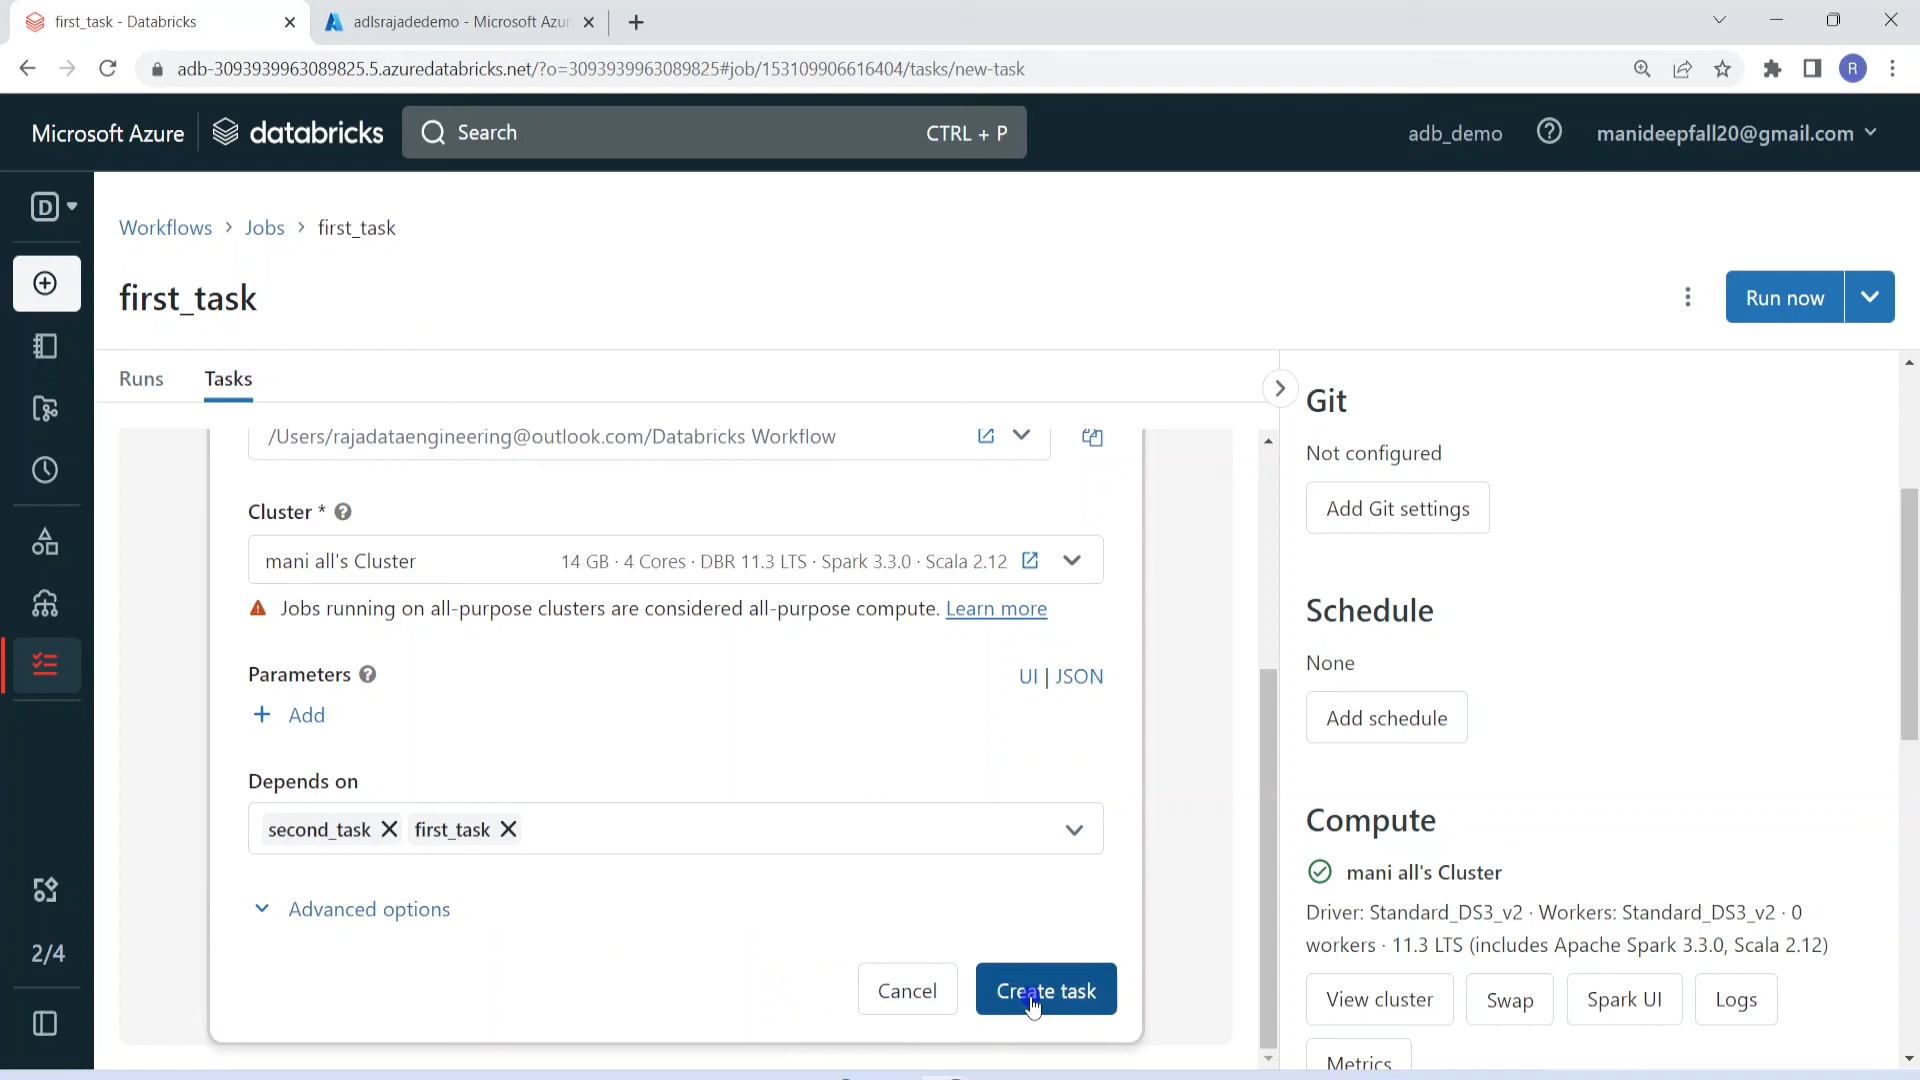 first_task - Databricks
adlsrajadedemo - Microsoft Azur
adb-3093939963089825.5.azuredatabricks.net/?o=3093939963089825#job/153109906616404/tasks/new-task
R
Microsoft Azure
databricks
Search
CTRL + P
adb_demo
manideepfall20@gmail.com
D
Workflows > Jobs > first_task
first_task
Run now
Runs
Tasks
/Users/rajadataengineering@outlook.com/Databricks Workflow
Cluster *
mani all's Cluster
14 GB · 4 Cores · DBR 11.3 LTS · Spark 3.3.0 · Scala 2.12
Jobs running on all-purpose clusters are considered all-purpose compute. Learn more
Parameters
UI | JSON
+ Add
Depends on
second_task
first_task
Advanced options
Cancel
Create task
2/4
Git
Not configured
Add Git settings
Schedule
None
Add schedule
Compute
mani all's Cluster
Driver: Standard_DS3_v2 · Workers: Standard_DS3_v2 · 0
workers · 11.3 LTS (includes Apache Spark 3.3.0, Scala 2.12)
View cluster
Swap
Spark UI
Logs
Metrics